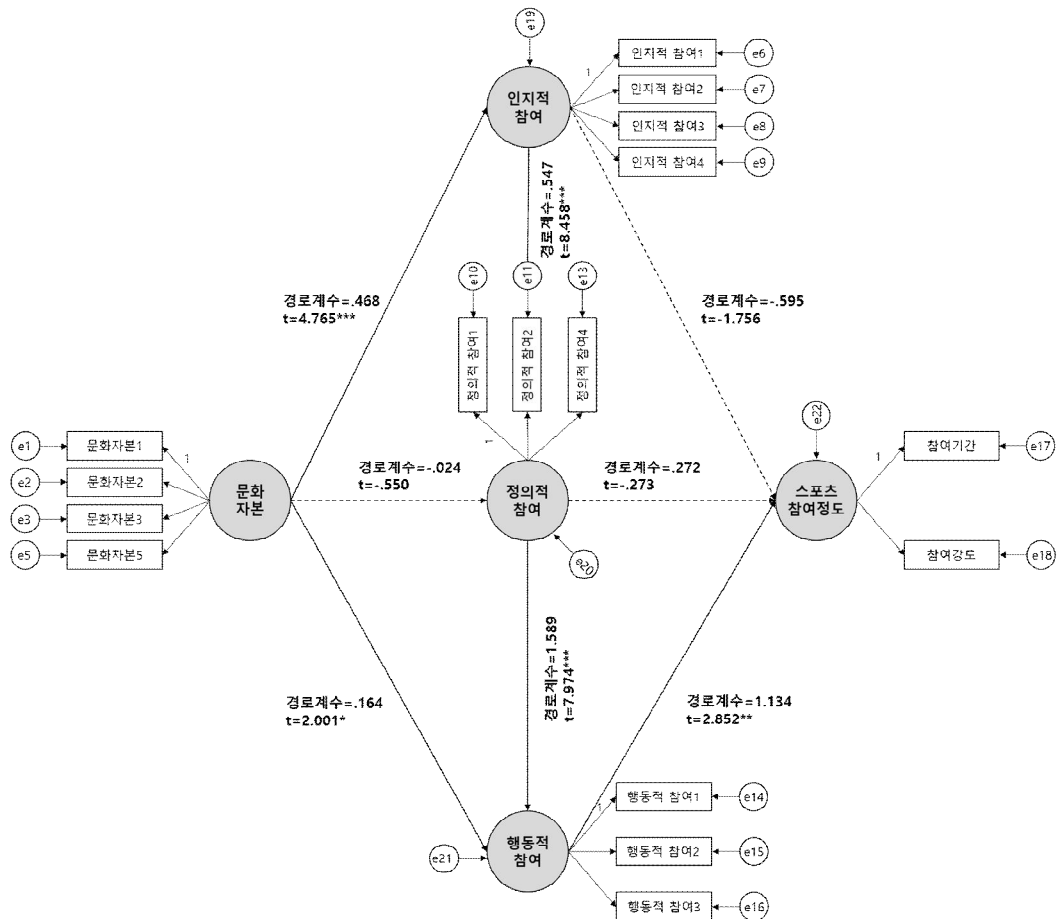 e19
인지적
참여
1
인지적 참여1
e6
인지적 참여2
e7
인지적 참여3
e8
인지적 참여4
e9
경로계수=.547
t=8.458***
e10
e11
e13
경로계수=.468
t=4.765***
경로계수=-.595
t=-1.756
정의적 참여1
정의적 참여2
정의적 참여4
1
e22
e1
문화자본1
1
e2
문화자본2
e3
문화자본3
e5
문화자본5
문화
자본
경로계수=-.024
t=-.550
정의적
참여
경로계수=.272
t=-.273
스포츠
참여정도
1
참여기간
e17
참여강도
e18
e20
경로계수=1.589
t=7.974***
경로계수=.164
t=2.001*
경로계수=1.134
t=2.852**
e21
행동적
참여
1
행동적 참여1
e14
행동적 참여2
e15
행동적 참여3
e16